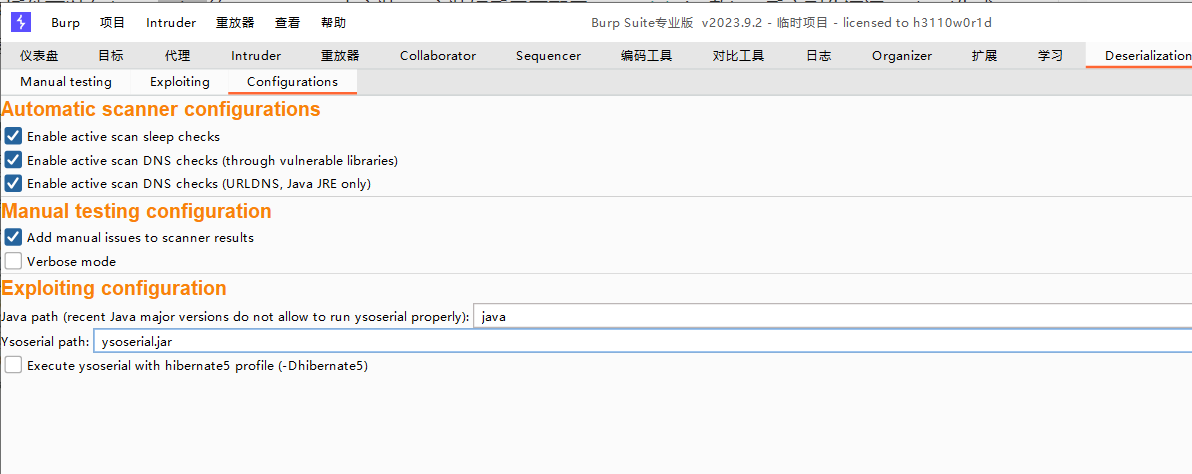 Burp 项目 Intruder 重放器 查看 帮助 Burp Suite专业版 v2023.9.2 - 临时项目 - licensed to h3110w0r1d
仪表盘 目标 代理 Intruder 重放器 Collaborator Sequencer 编码工具 对比工具 日志 Organizer 扩展 学习 Deserialization
Manual testing Exploiting Configurations
Automatic scanner configurations
Enable active scan sleep checks
Enable active scan DNS checks (through vulnerable libraries)
Enable active scan DNS checks (URLDNS, Java JRE only)
Manual testing configuration
Add manual issues to scanner results
Verbose mode
Exploiting configuration
Java path (recent Java major versions do not allow to run ysoserial properly): java
Ysoserial path: ysoserial.jar
Execute ysoserial with hibernate5 profile (-Dhibernate5)